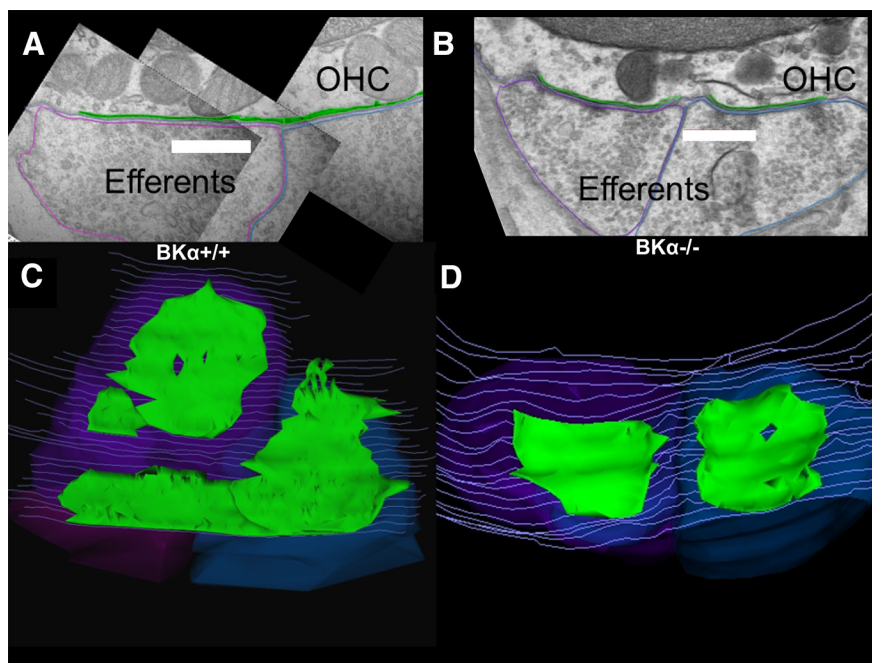 A
OHC
Efferents
B
OHC
Efferents
BKα+/+
BKα-/-
C
D